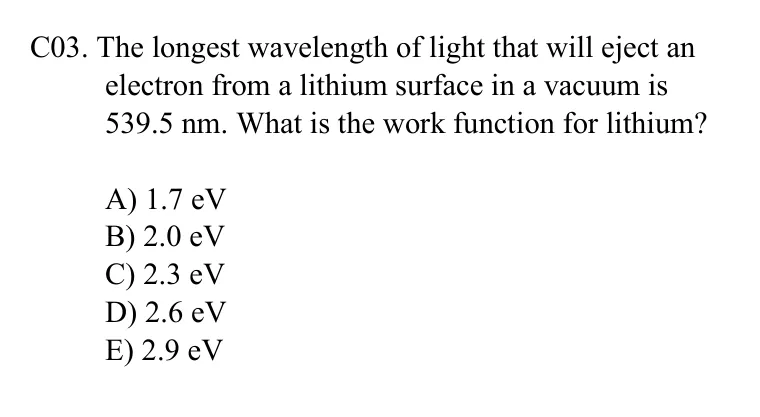 C03. The longest wavelength of light that will eject an
electron from a lithium surface in a vacuum is
539.5 nm. What is the work function for lithium?
A) 1.7 eV
B) 2.0 eV
C) 2.3 eV
D) 2.6 eV
E) 2.9 eV